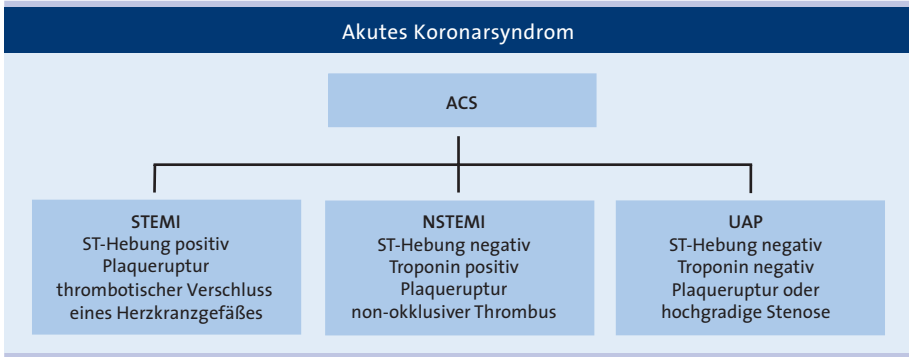 Akutes Koronarsyndrom
ACS
STEMI
ST-Hebung positiv
Plaqueruptur
thrombotischer Verschluss
eines Herzkranzgefäßes
NSTEMI
ST-Hebung negativ
Troponin positiv
Plaqueruptur
non-okklusiver Thrombus
UAP
ST-Hebung negativ
Troponin negativ
Plaqueruptur oder
hochgradige Stenose